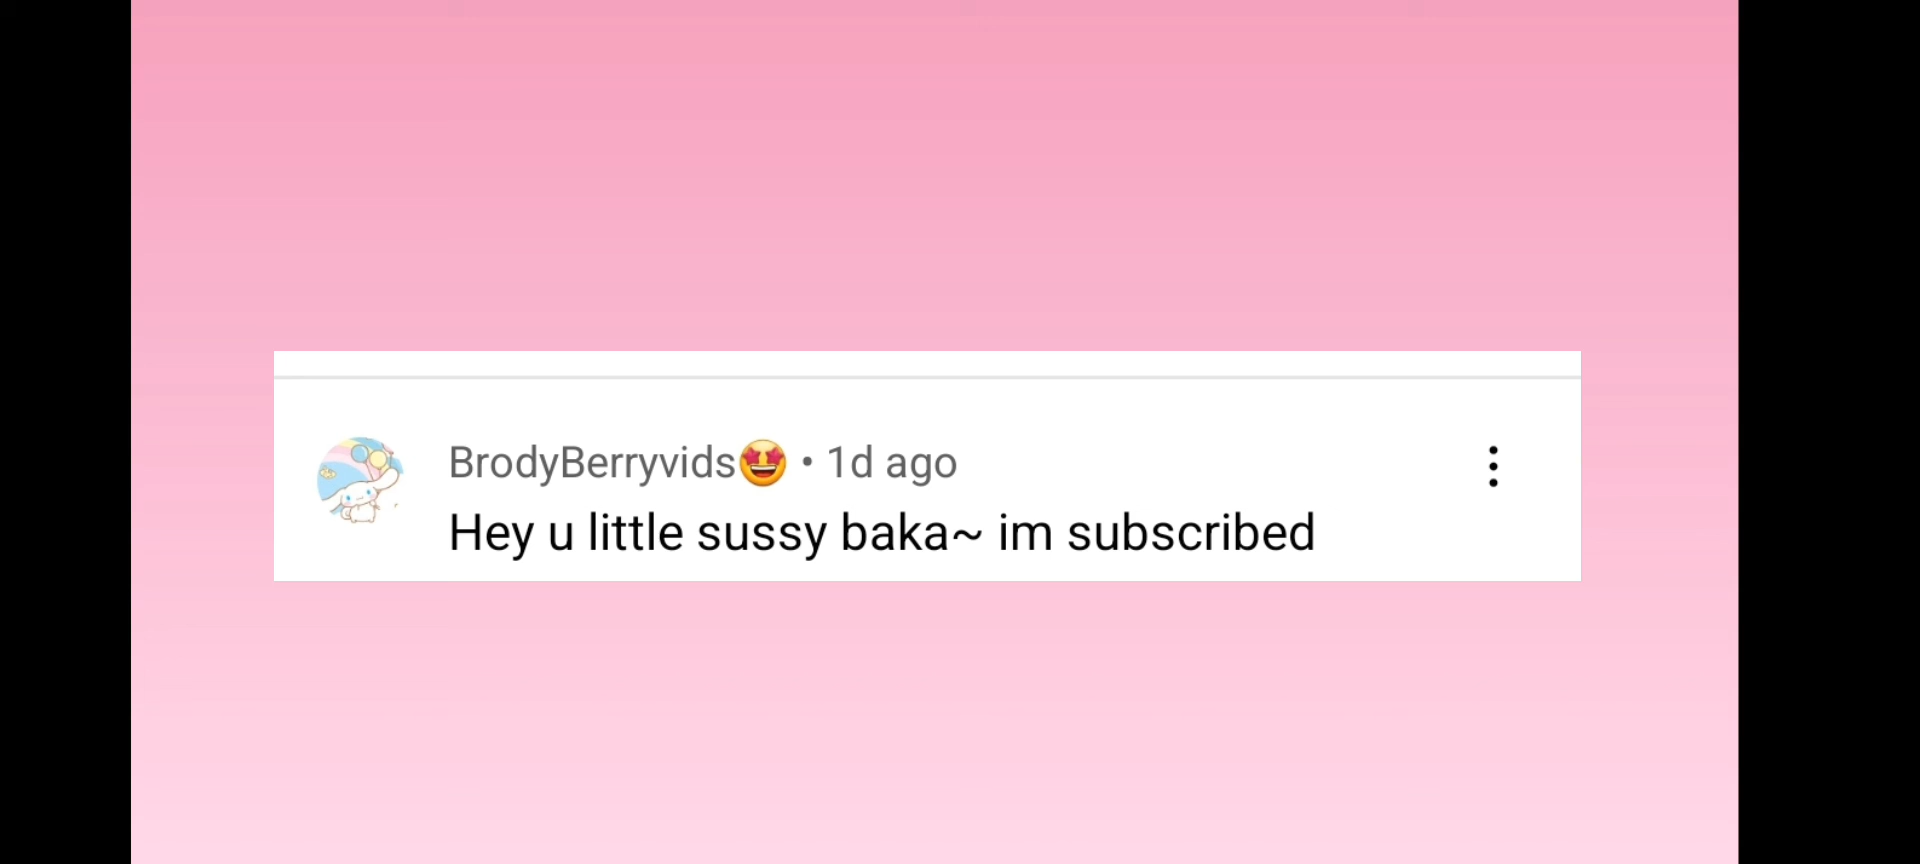 BrodyBerryvids🤩 • 1d ago
Hey u little sussy baka~ im subscribed